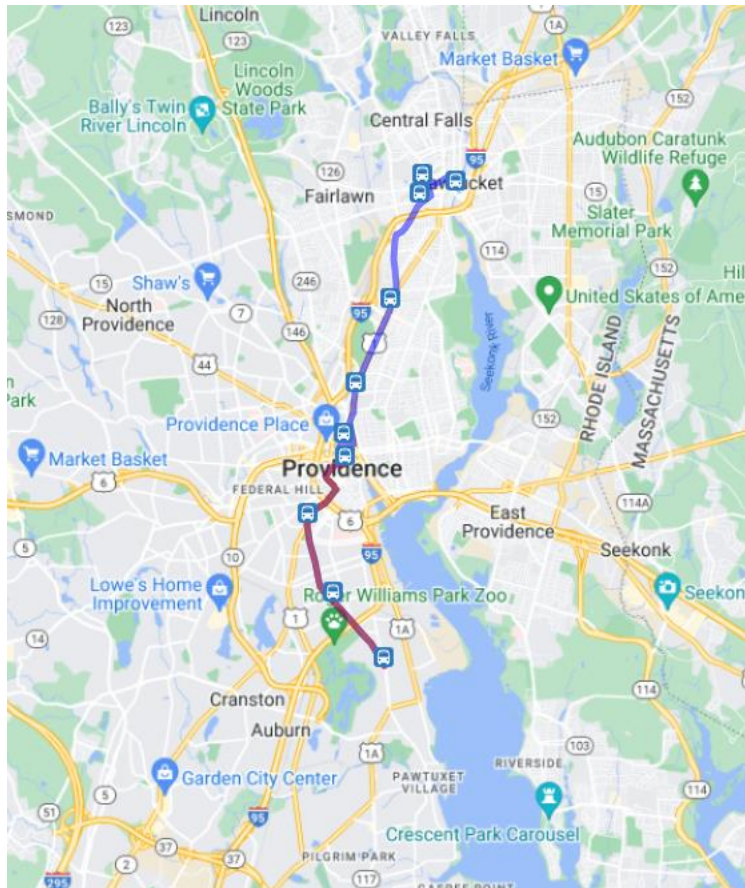 Lincoln
123
123
VALLEY FALLS
1A
Market Basket
152
Lincoln
Woods
State Park
Bally's Twin
River Lincoln
Central Falls
Audubon Caratunk
Wildlife Refuge
95
126
Fairlawn
15
SMOND
Slater
Memorial Park
114
152
Hil
Shaw's
246
United Skates of Ame
15
North
Providence
7
95
128
146
44
Seekonk River
RHODE ISLAND
MASSACHUSETTS
n
Park
Providence Place
152
Market Basket
Providence
6
FEDERAL HILL
6
East
Providence
114A
5
10
95
Seekonk
Lowe's Home
Improvement
Roger Williams Park Zoo
Seekon
1
1A
14
114
Cranston
Auburn
1A
103
RIVERSIDE
Garden City Center
PAWTUXET
VILLAGE
114
5
51
95
Crescent Park Carousel
37
37
2
PILGRIM PARK
295
117